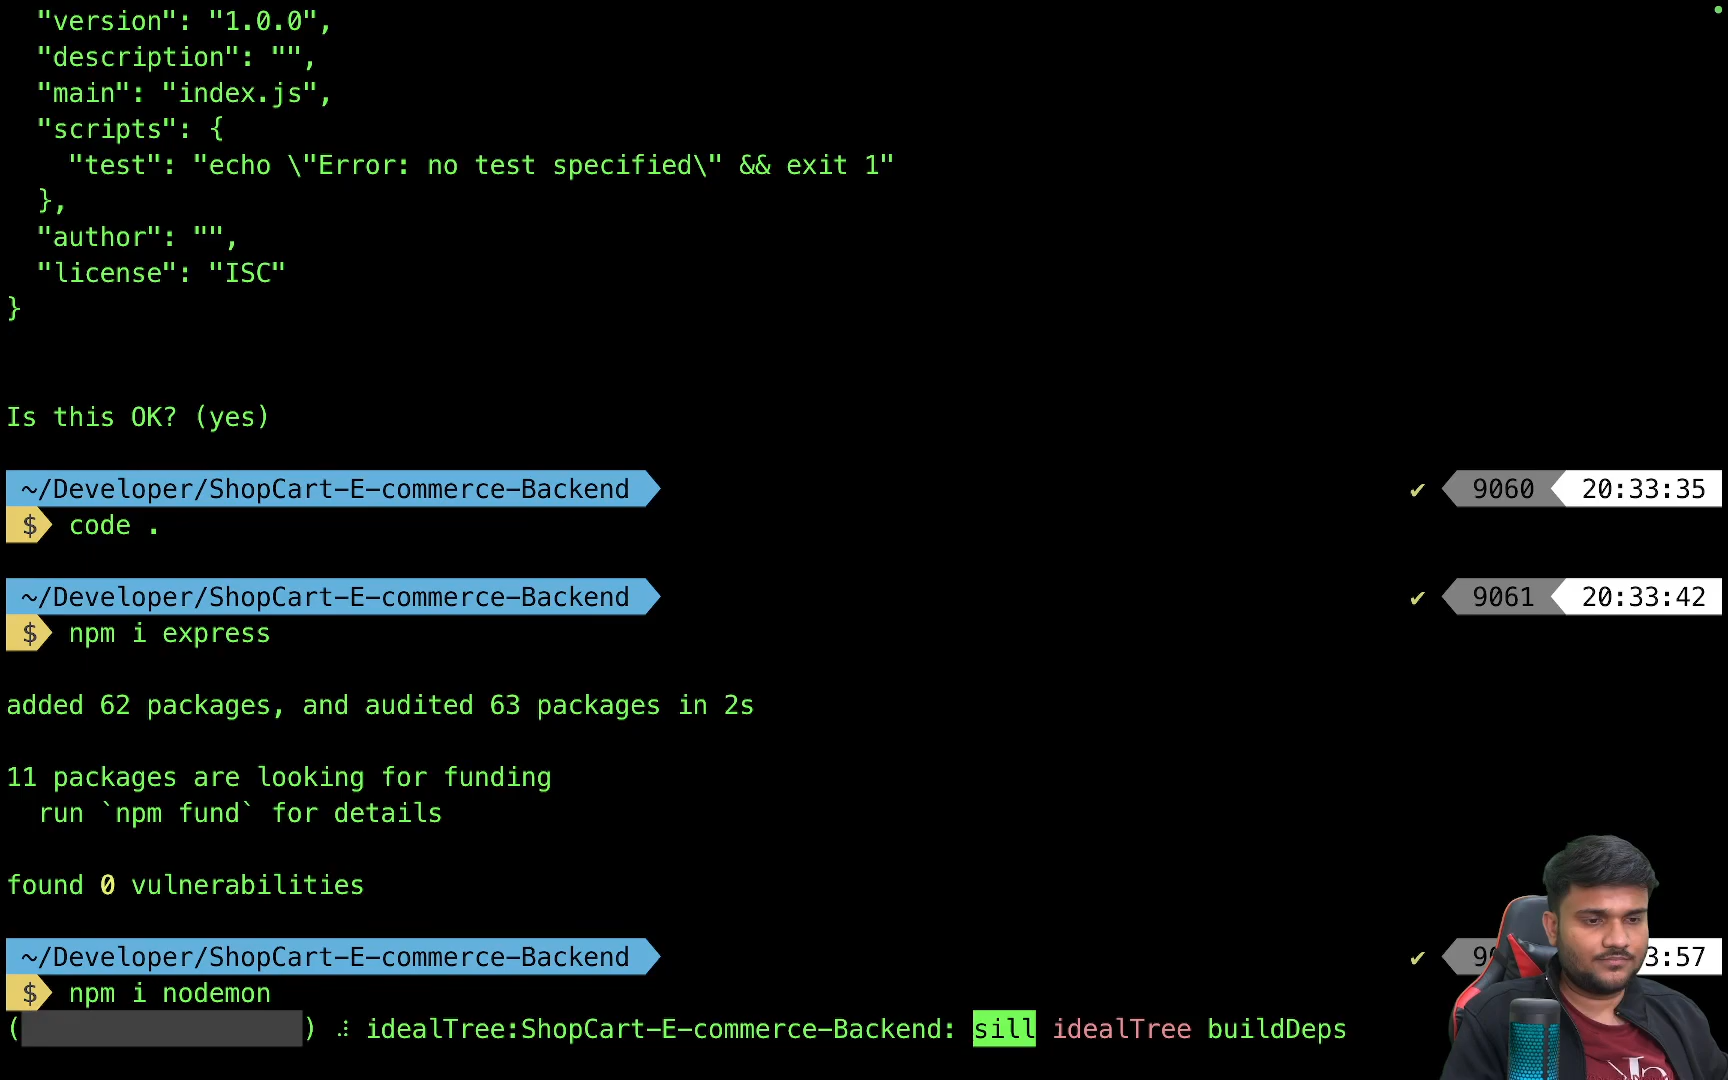 "version": "1.0.0",
"description": "",
"main": "index.js",
"scripts": {
"test": "echo \"Error: no test specified\" && exit 1"
},
"author": "",
"license": "ISC"
}
Is this OK? (yes)
~/Developer/ShopCart-E-commerce-Backend ✔ 9060 20:33:35
$ code .
~/Developer/ShopCart-E-commerce-Backend ✔ 9061 20:33:42
$ npm i express
added 62 packages, and audited 63 packages in 2s
11 packages are looking for funding
run `npm fund` for details
found 0 vulnerabilities
~/Developer/ShopCart-E-commerce-Backend ✔ 3:57
$ npm i nodemon
( ) ⠼ idealTree:ShopCart-E-commerce-Backend: sill idealTree buildDeps